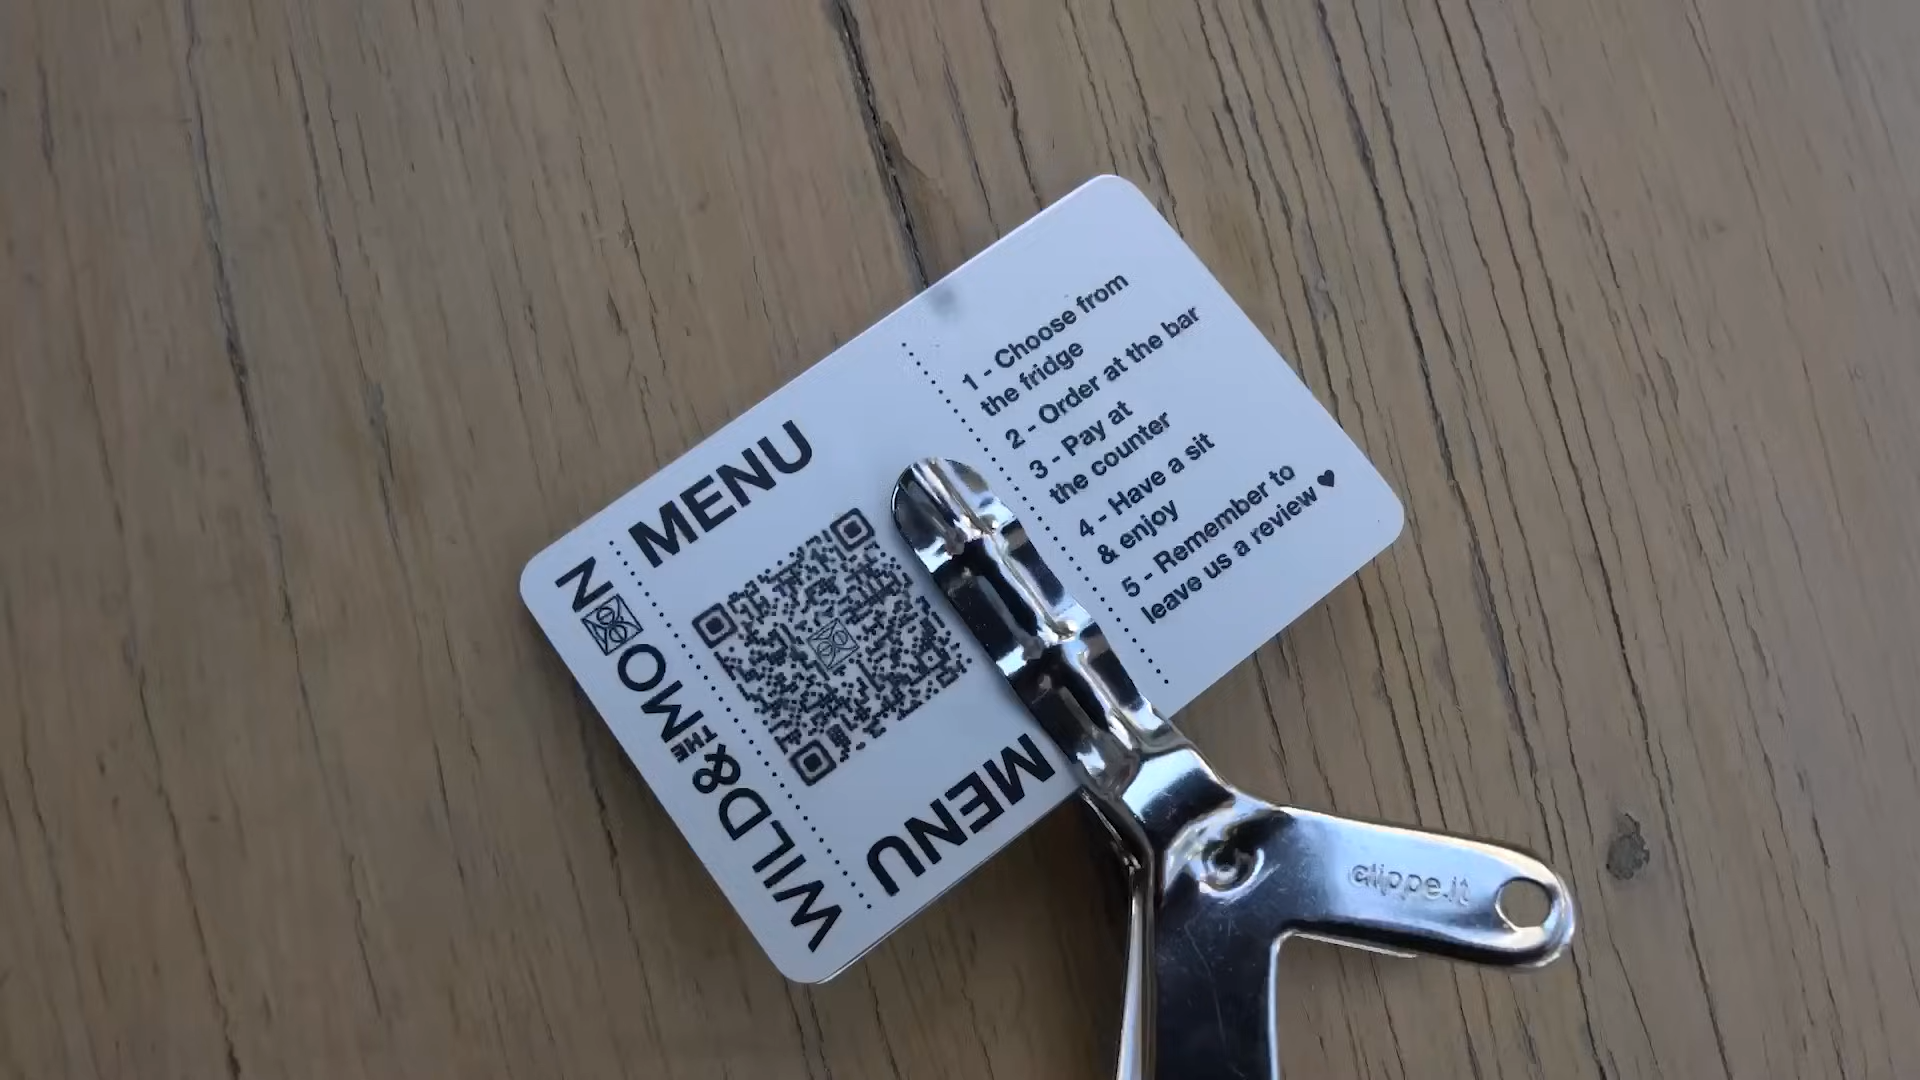 WILD & THE MO N
MENU
MENU
1 - Choose from
the fridge
2 - Order at the bar
3 - Pay at
the counter
4 - Have a sit
& enjoy
5 - Remember to
leave us a review ♥
clippe.it